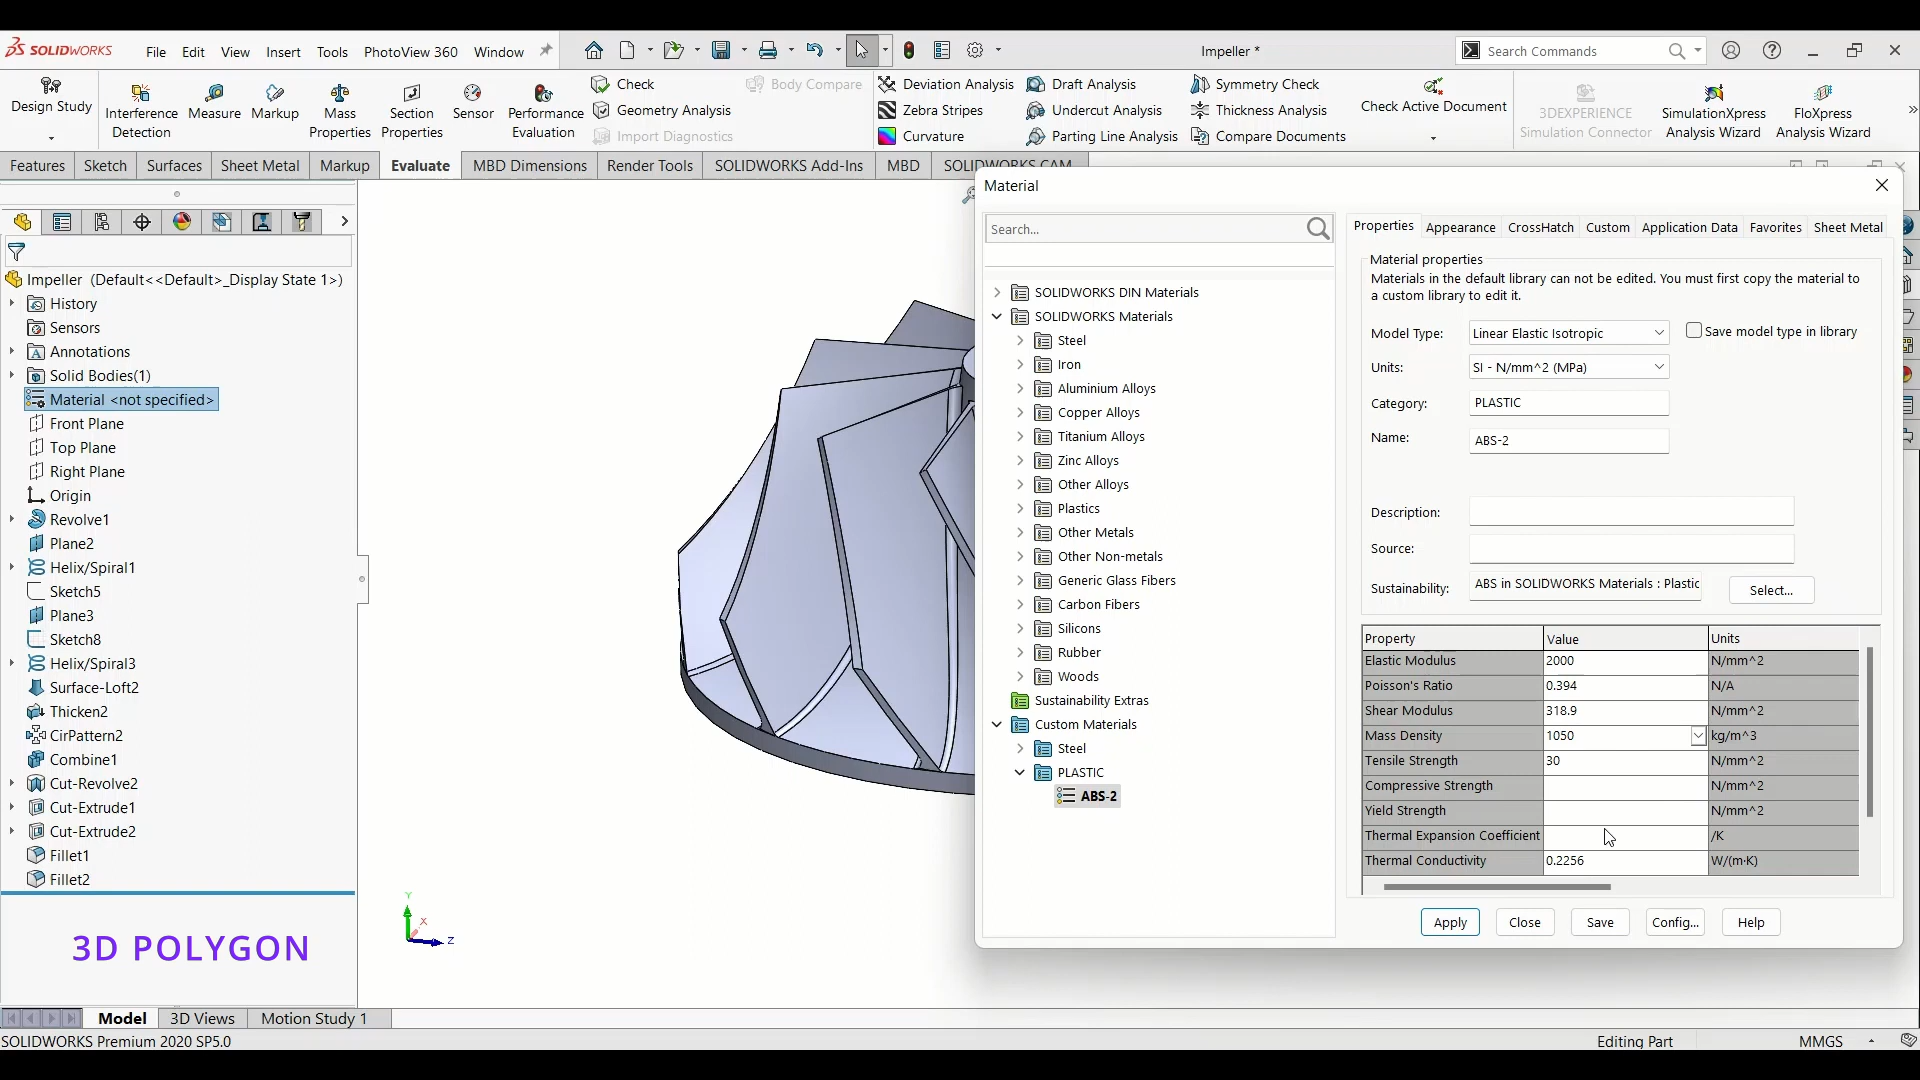 SOLIDWORKS File Edit View Insert Tools PhotoView 360 Window Impeller * Search Commands
Design Study
Interference Detection
Measure
Markup
Mass Properties
Section Properties
Sensor
Performance Evaluation
Check
Geometry Analysis
Import Diagnostics
Body Compare
Deviation Analysis
Zebra Stripes
Curvature
Draft Analysis
Undercut Analysis
Parting Line Analysis
Symmetry Check
Thickness Analysis
Compare Documents
Check Active Document
3DEXPERIENCE Simulation Connector
SimulationXpress Analysis Wizard
FloXpress Analysis Wizard
Features Sketch Surfaces Sheet Metal Markup Evaluate MBD Dimensions Render Tools SOLIDWORKS Add-Ins MBD SOLIDWORKS CAM
Impeller (Default<<Default>_Display State 1>)
History
Sensors
Annotations
Solid Bodies(1)
Material <not specified>
Front Plane
Top Plane
Right Plane
Origin
Revolve1
Plane2
Helix/Spiral1
Sketch5
Plane3
Sketch8
Helix/Spiral3
Surface-Loft2
Thicken2
CirPattern2
Combine1
Cut-Revolve2
Cut-Extrude1
Cut-Extrude2
Fillet1
Fillet2
3D POLYGON
Y
X
Z
Material
Search...
SOLIDWORKS DIN Materials
SOLIDWORKS Materials
Steel
Iron
Aluminium Alloys
Copper Alloys
Titanium Alloys
Zinc Alloys
Other Alloys
Plastics
Other Metals
Other Non-metals
Generic Glass Fibers
Carbon Fibers
Silicons
Rubber
Woods
Sustainability Extras
Custom Materials
Steel
PLASTIC
ABS-2
Properties Appearance CrossHatch Custom Application Data Favorites Sheet Metal
Material properties
Materials in the default library can not be edited. You must first copy the material to
a custom library to edit it.
Model Type: Linear Elastic Isotropic Save model type in library
Units: SI - N/mm^2 (MPa)
Category: PLASTIC
Name: ABS-2
Description:
Source:
Sustainability: ABS in SOLIDWORKS Materials : Plastic Select...
Property Value Units
Elastic Modulus 2000 N/mm^2
Poisson's Ratio 0.394 N/A
Shear Modulus 318.9 N/mm^2
Mass Density 1050 kg/m^3
Tensile Strength 30 N/mm^2
Compressive Strength N/mm^2
Yield Strength N/mm^2
Thermal Expansion Coefficient /K
Thermal Conductivity 0.2256 W/(m·K)
Apply Close Save Config... Help
Model 3D Views Motion Study 1
SOLIDWORKS Premium 2020 SP5.0 Editing Part MMGS